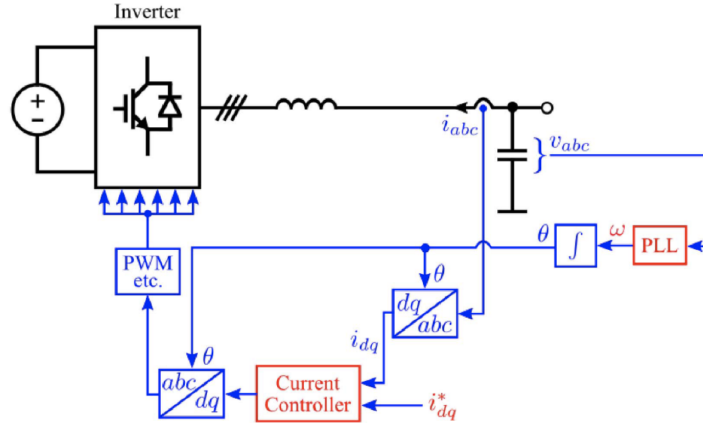 Inverter
+
−
i_abc
v_abc
θ
∫
ω
PLL
PWM
etc.
θ
dq
abc
i_dq
θ
abc
dq
Current
Controller
i*_dq